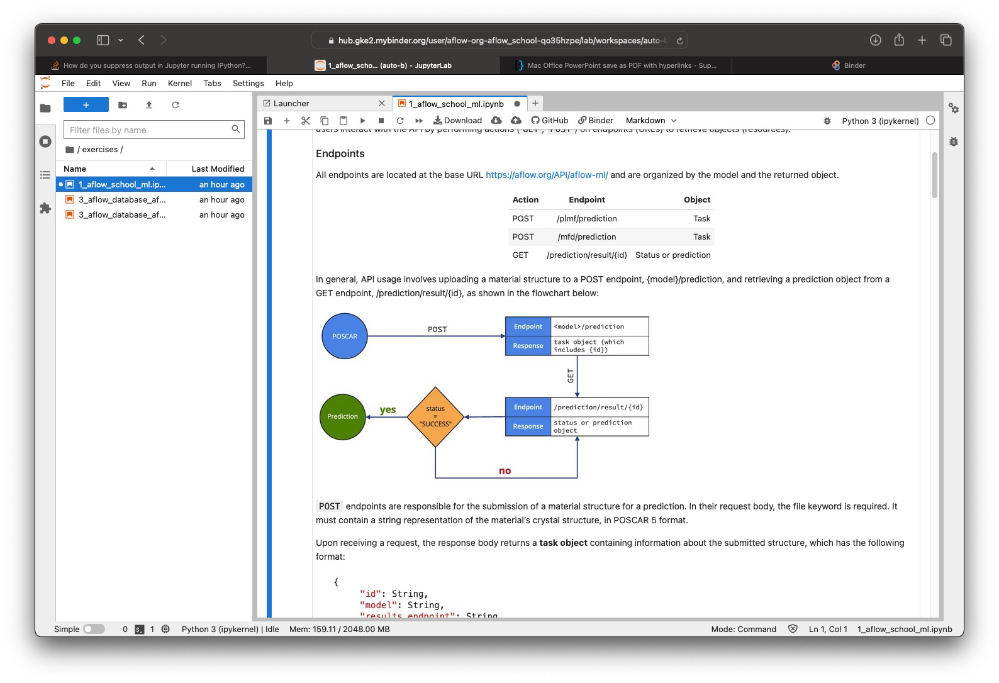 hub.gke2.mybinder.org/user/aflow-org-aflow_school-qo35hzpe/lab/workspaces/auto-b
How do you suppress output in Jupyter running IPython?...
1_aflow_scho... (auto-b) - JupyterLab
Mac Office PowerPoint save as PDF with hyperlinks - Sup...
Binder
File Edit View Run Kernel Tabs Settings Help
Launcher
1_aflow_school_ml.ipynb
Download GitHub Binder Markdown Python 3 (ipykernel)
Filter files by name
/ exercises /
Name Last Modified
1_aflow_school_ml.ip... an hour ago
3_aflow_database_af... an hour ago
3_aflow_database_af... an hour ago
users interact with the API by performing actions ( GET , POST ) on endpoints (URLs) to retrieve objects (resources).
Endpoints
All endpoints are located at the base URL https://aflow.org/API/aflow-ml/ and are organized by the model and the returned object.
Action Endpoint Object
POST /plmf/prediction Task
POST /mfd/prediction Task
GET /prediction/result/{id} Status or prediction
In general, API usage involves uploading a material structure to a POST endpoint, {model}/prediction, and retrieving a prediction object from a
GET endpoint, /prediction/result/{id}, as shown in the flowchart below:
POSCAR
POST
Endpoint <model>/prediction
Response task object (which
includes {id})
GET
Endpoint /prediction/result/{id}
Response status or prediction
object
status
=
"SUCCESS"
yes
Prediction
no
POST endpoints are responsible for the submission of a material structure for a prediction. In their request body, the file keyword is required. It
must contain a string representation of the material's crystal structure, in POSCAR 5 format.
Upon receiving a request, the response body returns a task object containing information about the submitted structure, which has the following
format:
{
"id": String,
"model": String,
"results_endpoint": String
Simple 0 $_ 1 Python 3 (ipykernel) | Idle Mem: 159.11 / 2048.00 MB Mode: Command Ln 1, Col 1 1_aflow_school_ml.ipynb